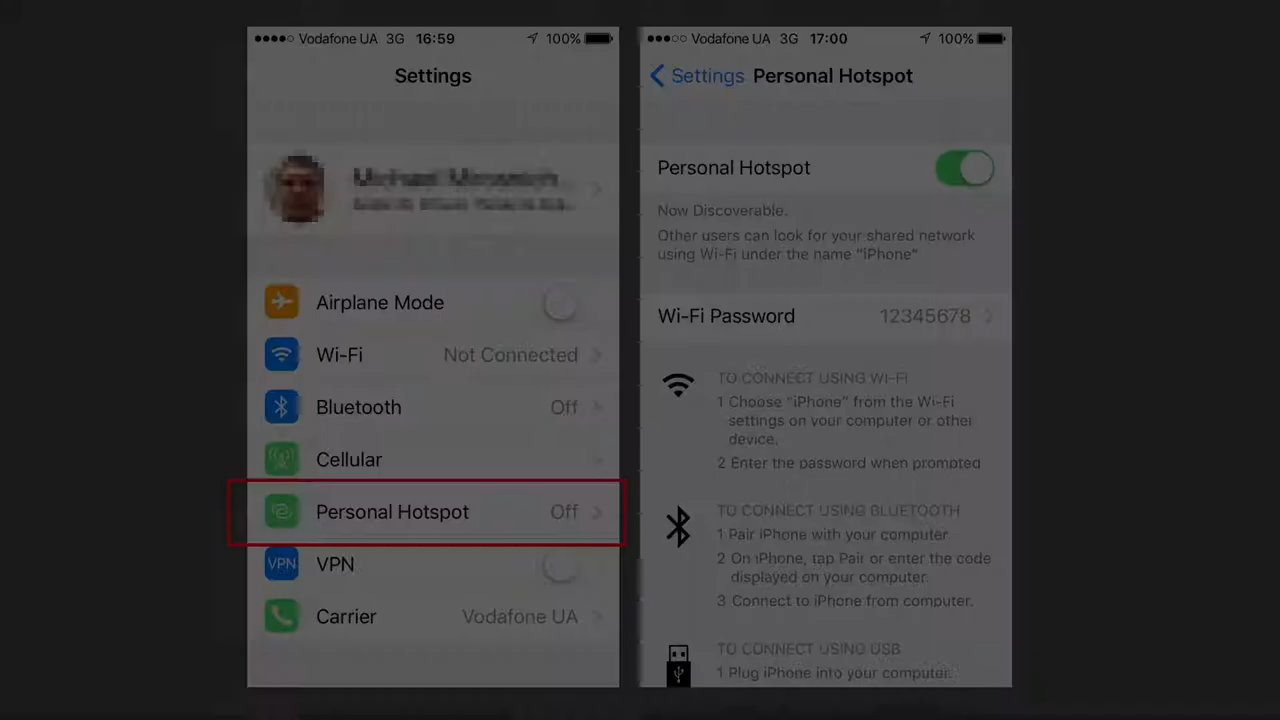 Vodafone UA 3G 16:59 100%
Settings
Airplane Mode
Wi-Fi Not Connected
Bluetooth Off
Cellular
Personal Hotspot Off
VPN VPN
Carrier Vodafone UA
Vodafone UA 3G 17:00 100%
Settings Personal Hotspot
Personal Hotspot
Now Discoverable.
Other users can look for your shared network
using Wi-Fi under the name “iPhone”
Wi-Fi Password 12345678
TO CONNECT USING WI-FI
1 Choose “iPhone” from the Wi-Fi
settings on your computer or other
device.
2 Enter the password when prompted
TO CONNECT USING BLUETOOTH
1 Pair iPhone with your computer.
2 On iPhone, tap Pair or enter the code
displayed on your computer.
3 Connect to iPhone from computer.
TO CONNECT USING USB
1 Plug iPhone into your computer.